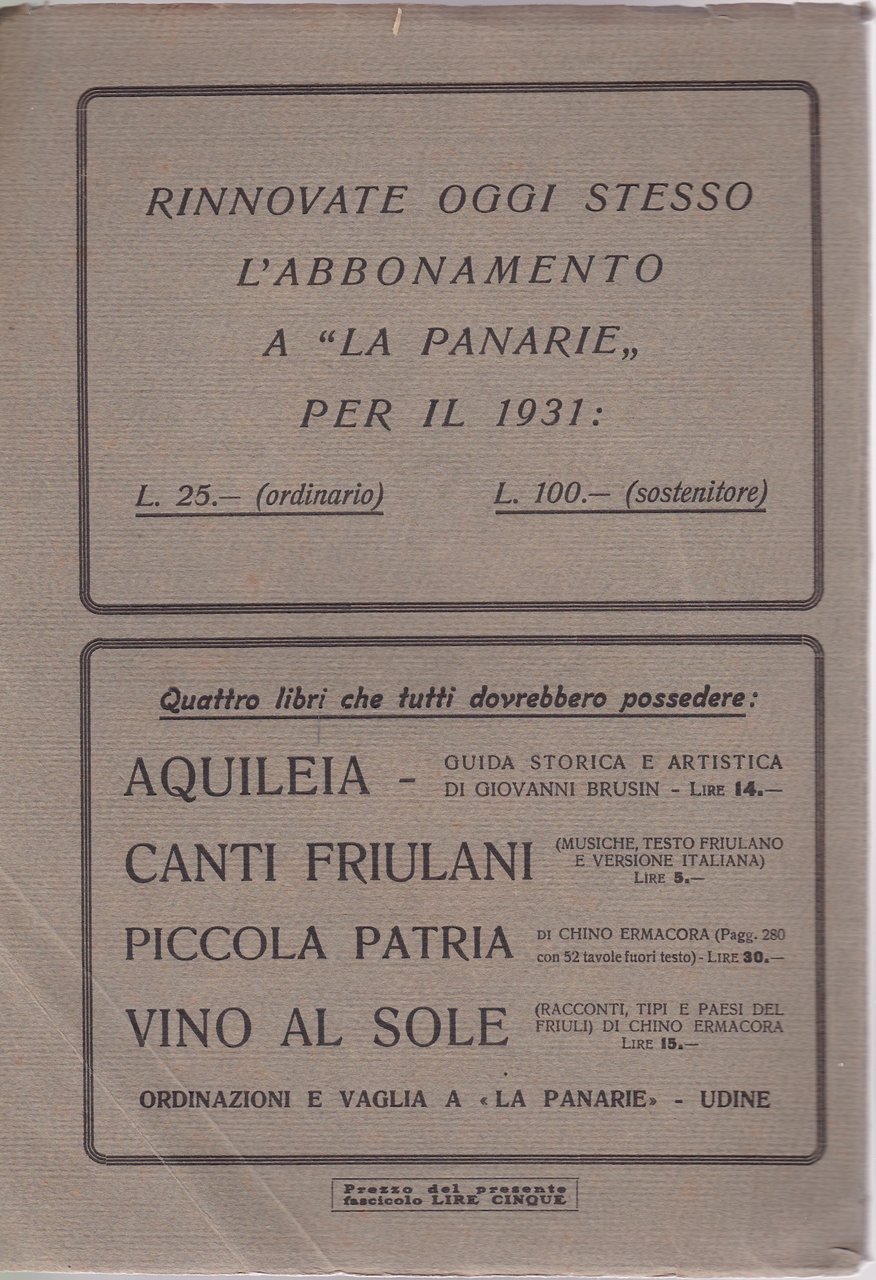 RINNOVATE OGGI STESSO
L'ABBONAMENTO
A “LA PANARIE„
PER IL 1931:
L. 25.— (ordinario) L. 100.— (sostenitore)
Quattro libri che tutti dovrebbero possedere:
AQUILEIA - GUIDA STORICA E ARTISTICA
DI GIOVANNI BRUSIN - LIRE 14.—
CANTI FRIULANI (MUSICHE, TESTO FRIULANO
E VERSIONE ITALIANA)
LIRE 5.—
PICCOLA PATRIA DI CHINO ERMACORA (Pagg. 280
con 52 tavole fuori testo) - LIRE 30.—
VINO AL SOLE (RACCONTI, TIPI E PAESI DEL
FRIULI) DI CHINO ERMACORA
LIRE 15.—
ORDINAZIONI E VAGLIA A «LA PANARIE» - UDINE
Prezzo del presente
fascicolo LIRE CINQUE